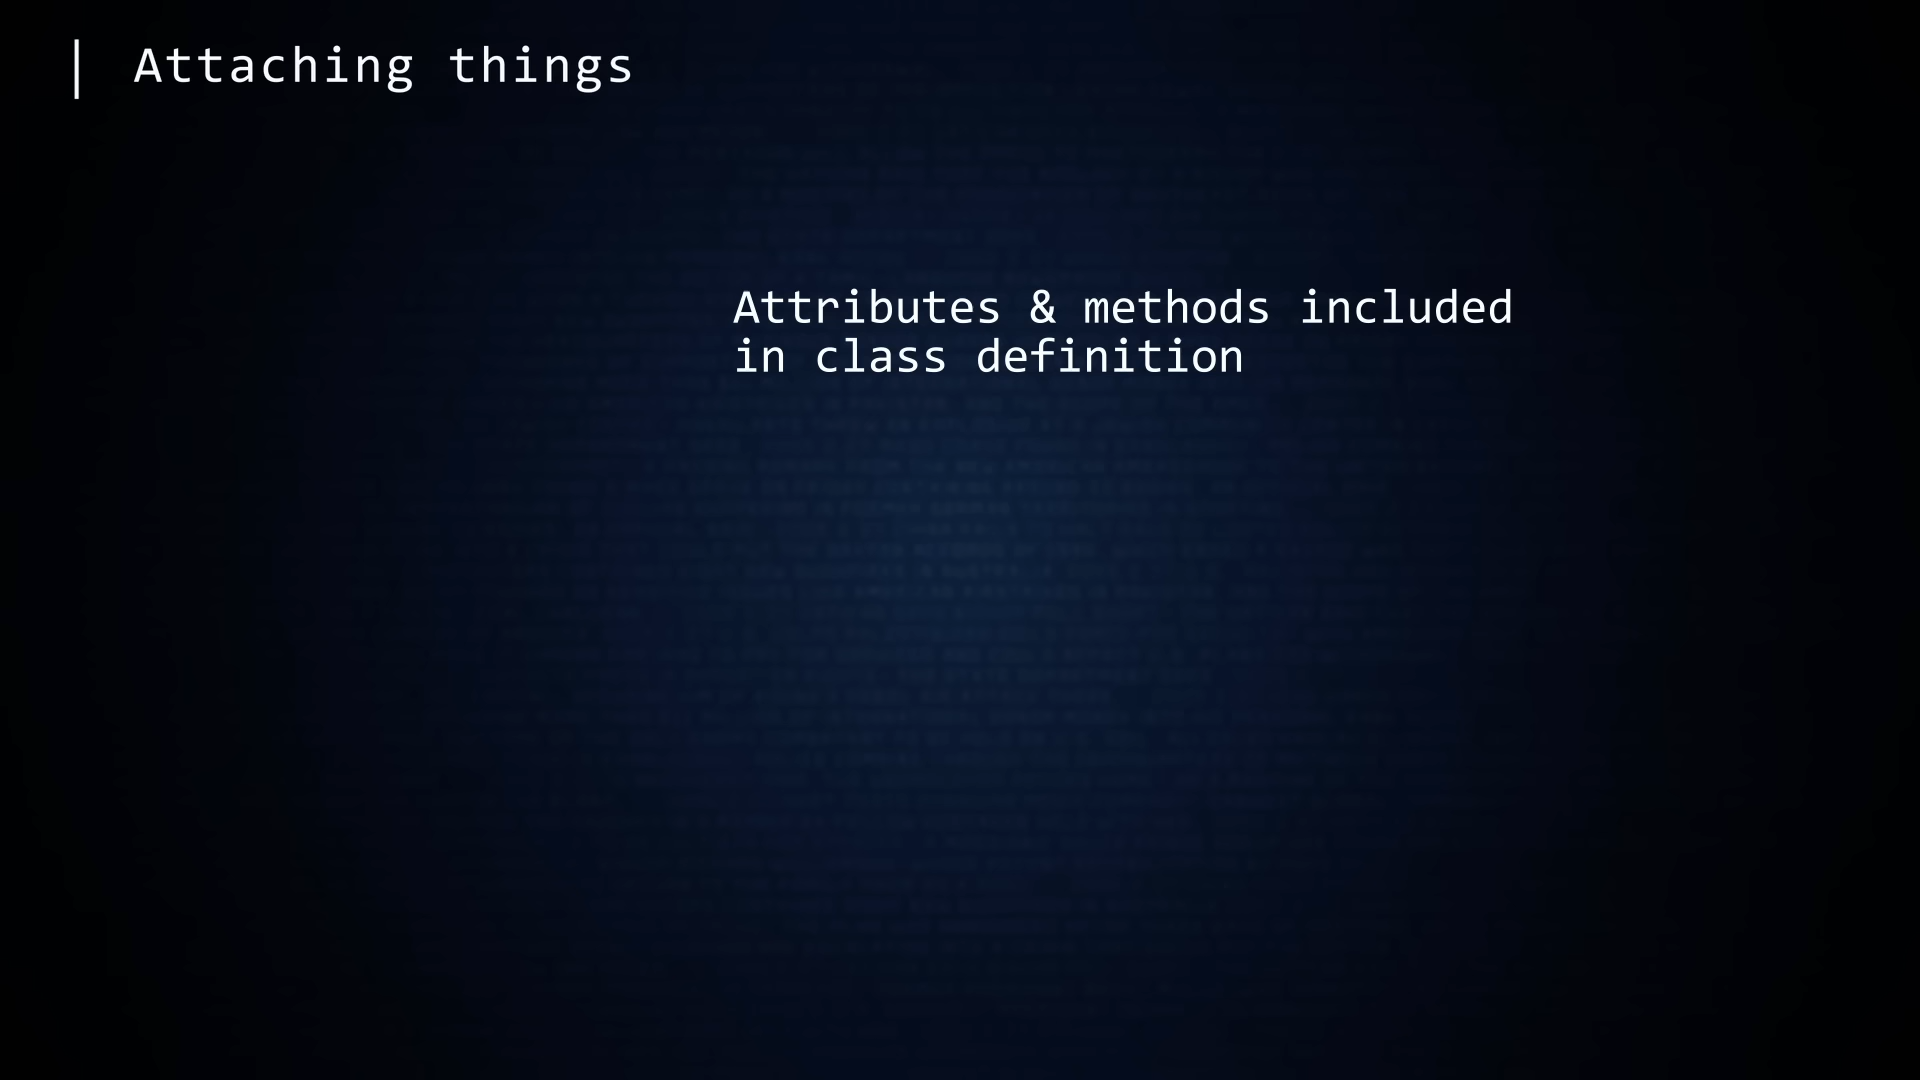 Attaching things
Attributes & methods included
in class definition